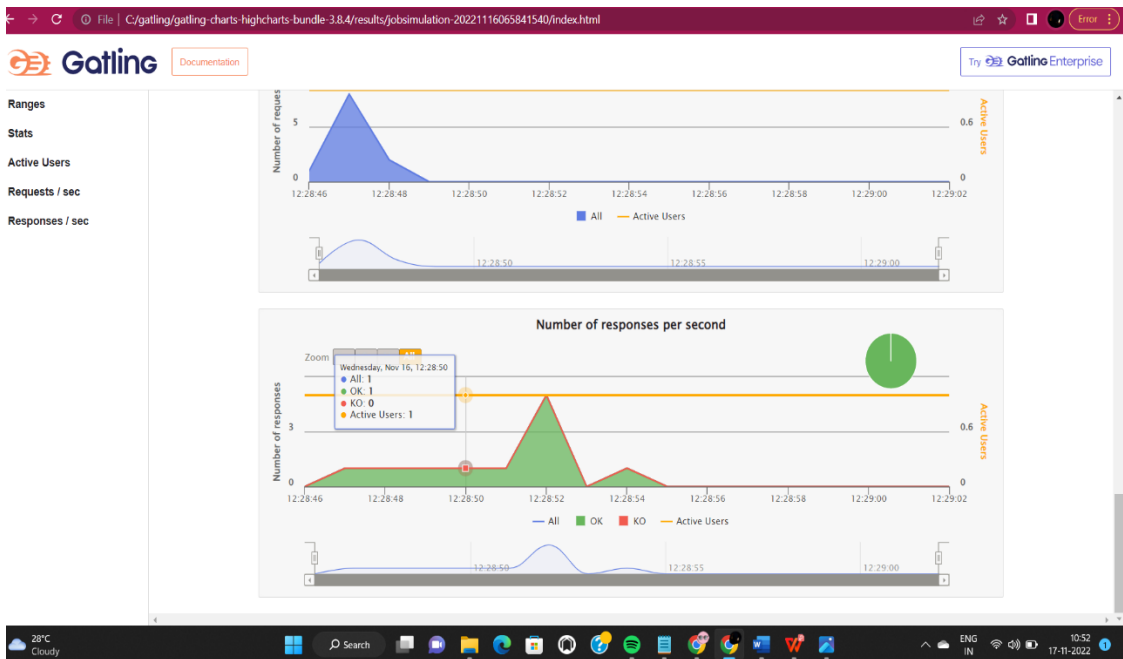 File | C:/gatling/gatling-charts-highcharts-bundle-3.8.4/results/jobsimulation-20221116065841540/index.html
Error
Gatling
Documentation
Try Gatling Enterprise
Ranges
Stats
Active Users
Requests / sec
Responses / sec
Number of reques
5
0
0.6
0
Active Users
12:28:46 12:28:48 12:28:50 12:28:52 12:28:54 12:28:56 12:28:58 12:29:00 12:29:02
All Active Users
12:28:50 12:28:55 12:29:00
Number of responses per second
Zoom All
Wednesday, Nov 16, 12:28:50
All: 1
OK: 1
KO: 0
Active Users: 1
Number of responses
3
0
0.6
0
Active Users
12:28:46 12:28:48 12:28:50 12:28:52 12:28:54 12:28:56 12:28:58 12:29:00 12:29:02
All OK KO Active Users
12:28:50 12:28:55 12:29:00
28°C
Cloudy
Search
ENG
IN
10:52
17-11-2022
1